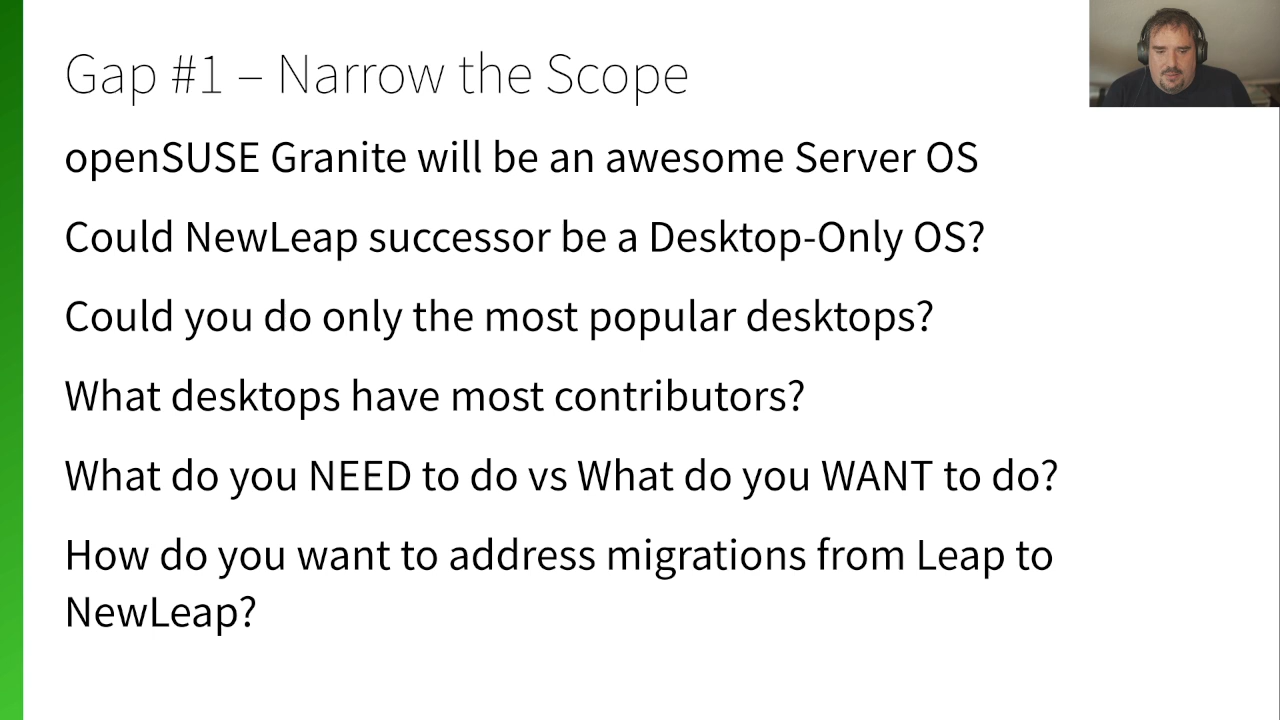 Gap #1 – Narrow the Scope
openSUSE Granite will be an awesome Server OS
Could NewLeap successor be a Desktop-Only OS?
Could you do only the most popular desktops?
What desktops have most contributors?
What do you NEED to do vs What do you WANT to do?
How do you want to address migrations from Leap to
NewLeap?